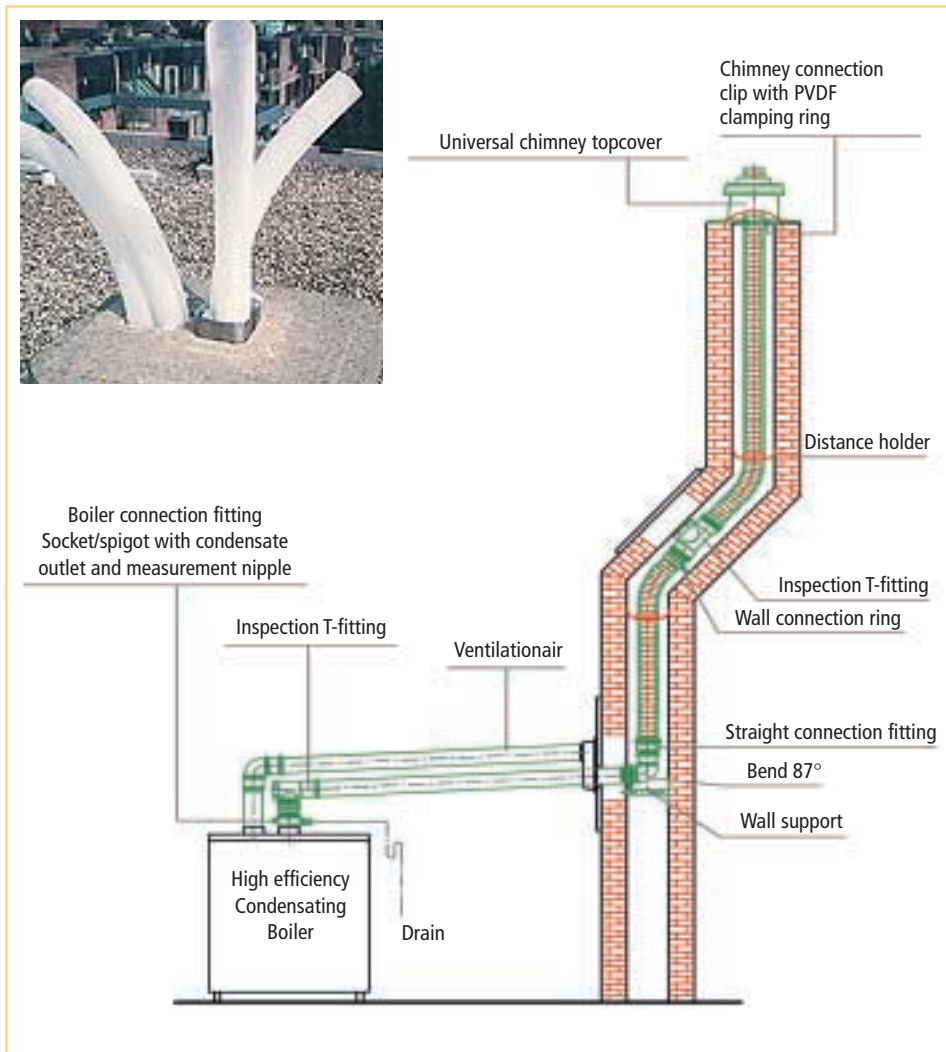 Chimney connection
clip with PVDF
clamping ring
Universal chimney topcover
Distance holder
Boiler connection fitting
Socket/spigot with condensate
outlet and measurement nipple
Inspection T-fitting
Wall connection ring
Inspection T-fitting
Ventilationair
Straight connection fitting
Bend 87°
Wall support
High efficiency
Condensating
Boiler
Drain